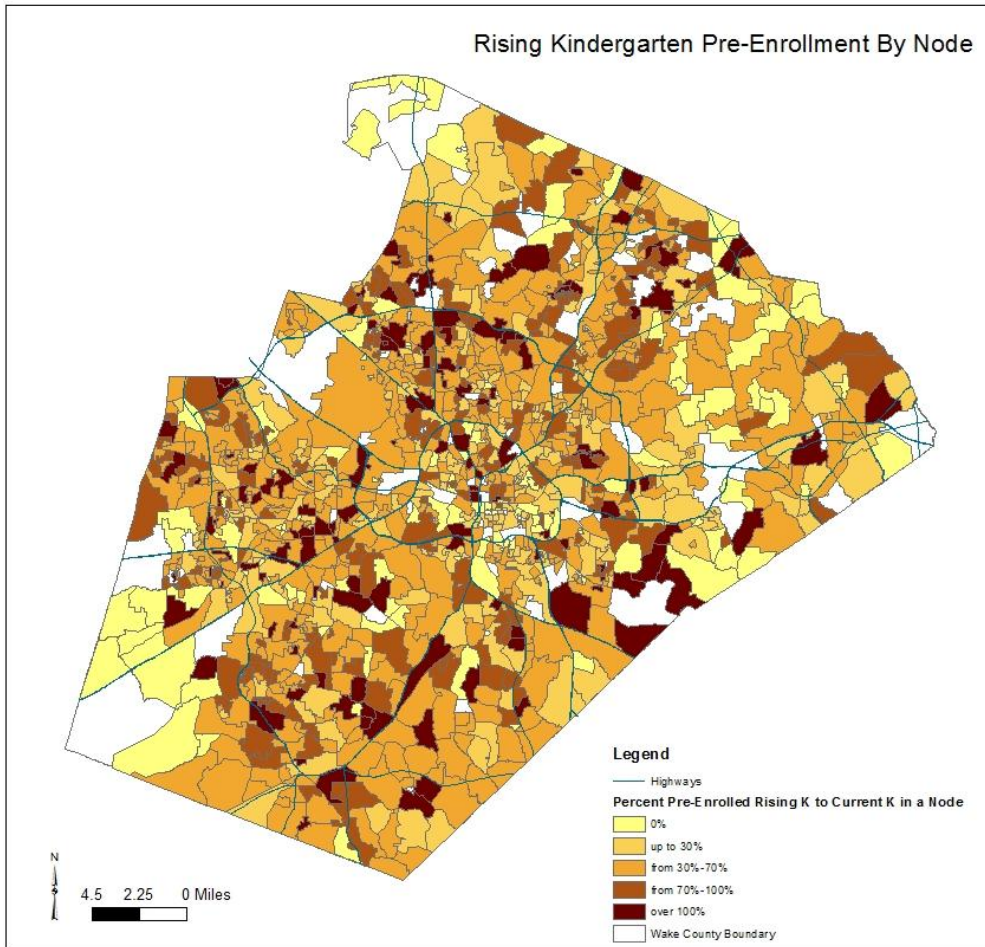 Rising Kindergarten Pre-Enrollment By Node
Legend
Highways
Percent Pre-Enrolled Rising K to Current K in a Node
0%
up to 30%
from 30%-70%
from 70%-100%
over 100%
Wake County Boundary
N
4.5 2.25 0 Miles